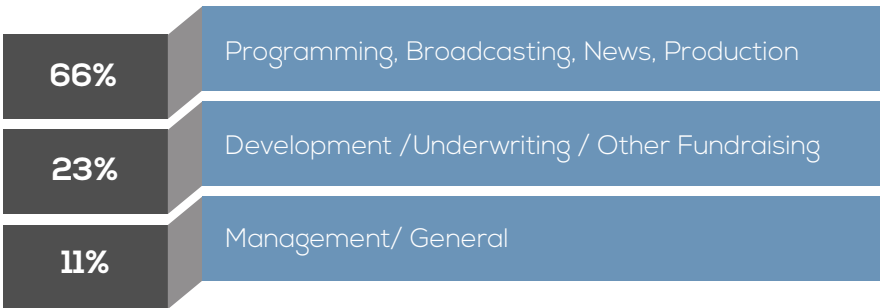 66%
Programming, Broadcasting, News, Production
23%
Development /Underwriting / Other Fundraising
11%
Management/ General